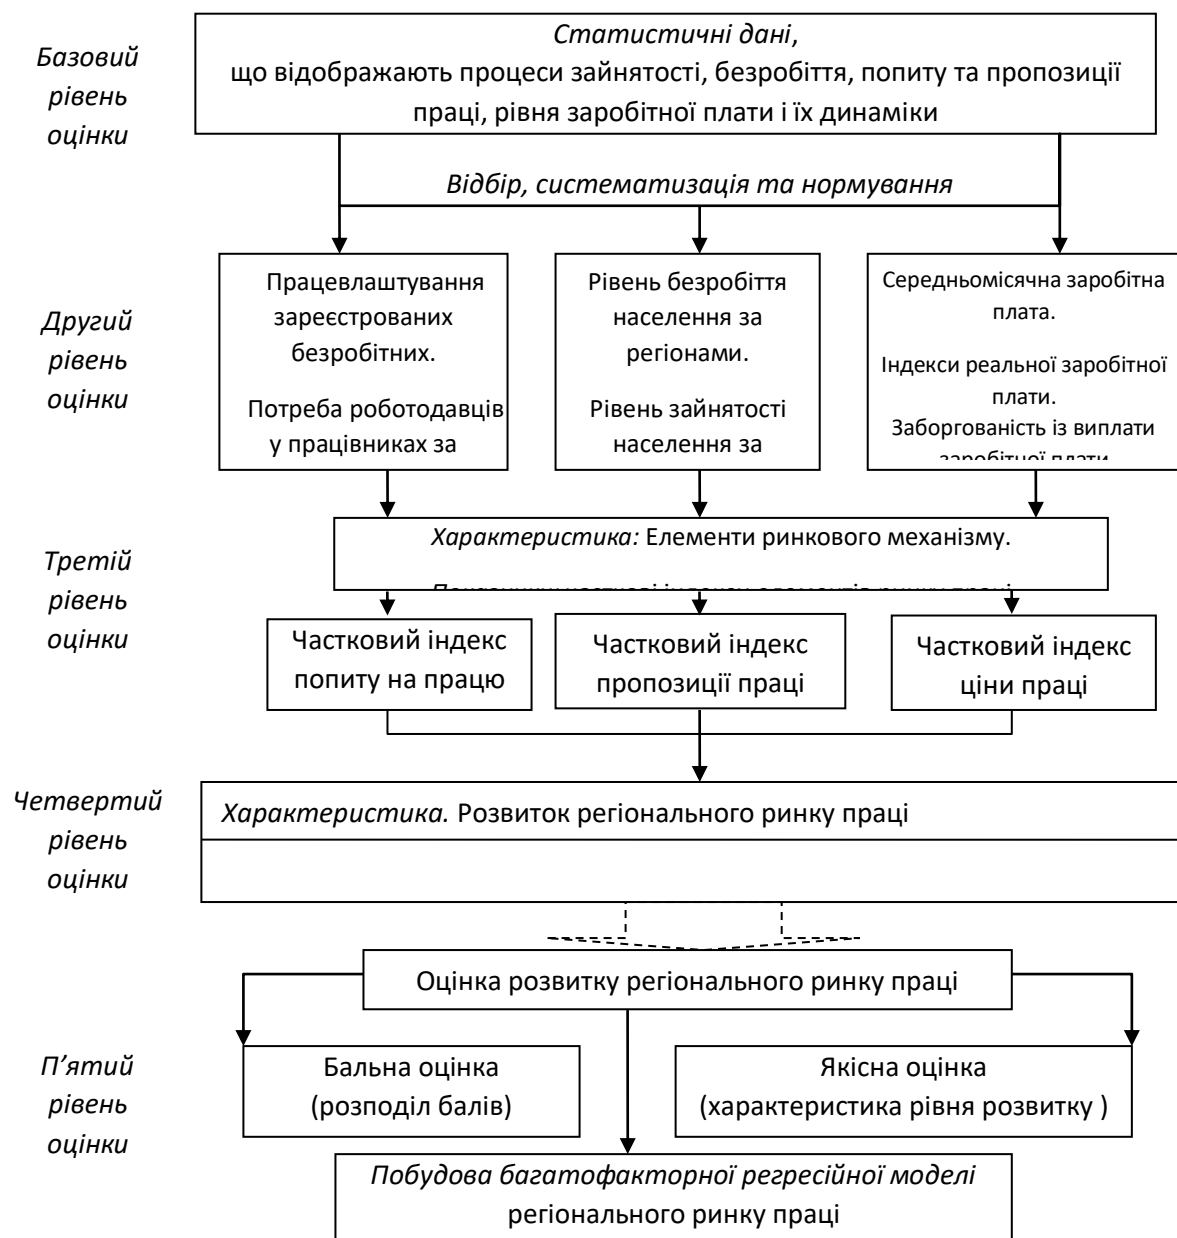 Базовий
рівень
оцінки
Статистичні дані,
що відображають процеси зайнятості, безробіття, попиту та пропозиції
праці, рівня заробітної плати і їх динаміки
Відбір, систематизація та нормування
Другий
рівень
оцінки
Працевлаштування
зареєстрованих
безробітних.
Потреба роботодавців
у працівниках за
Рівень безробіття
населення за
регіонами.
Рівень зайнятості
населення за
Середньомісячна заробітна
плата.
Індекси реальної заробітної
плати.
Заборгованість із виплати
заробітної плати
Третій
рівень
оцінки
Характеристика: Елементи ринкового механізму.
Частковий індекс
попиту на працю
Частковий індекс
пропозиції праці
Частковий індекс
ціни праці
Четвертий
рівень
оцінки
Характеристика. Розвиток регіонального ринку праці
П’ятий
рівень
оцінки
Оцінка розвитку регіонального ринку праці
Бальна оцінка
(розподіл балів)
Якісна оцінка
(характеристика рівня розвитку )
Побудова багатофакторної регресійної моделі
регіонального ринку праці